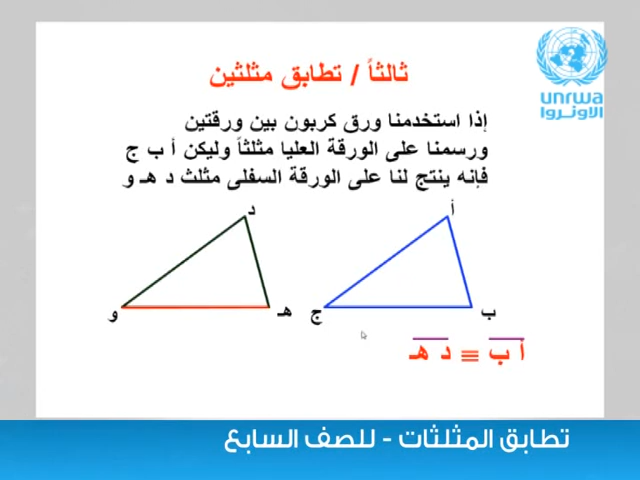 ثالثاً / تطابق مثلثين
unrwa
الاونروا
إذا استخدمنا ورق كربون بين ورقتين
ورسمنا على الورقة العليا مثلثاً وليكن أ ب ج
فإنه ينتج لنا على الورقة السفلى مثلث د هـ و
د
أ
و
هـ
ج
ب
أ ب ≡ د هـ
تطابق المثلثات - للصف السابع